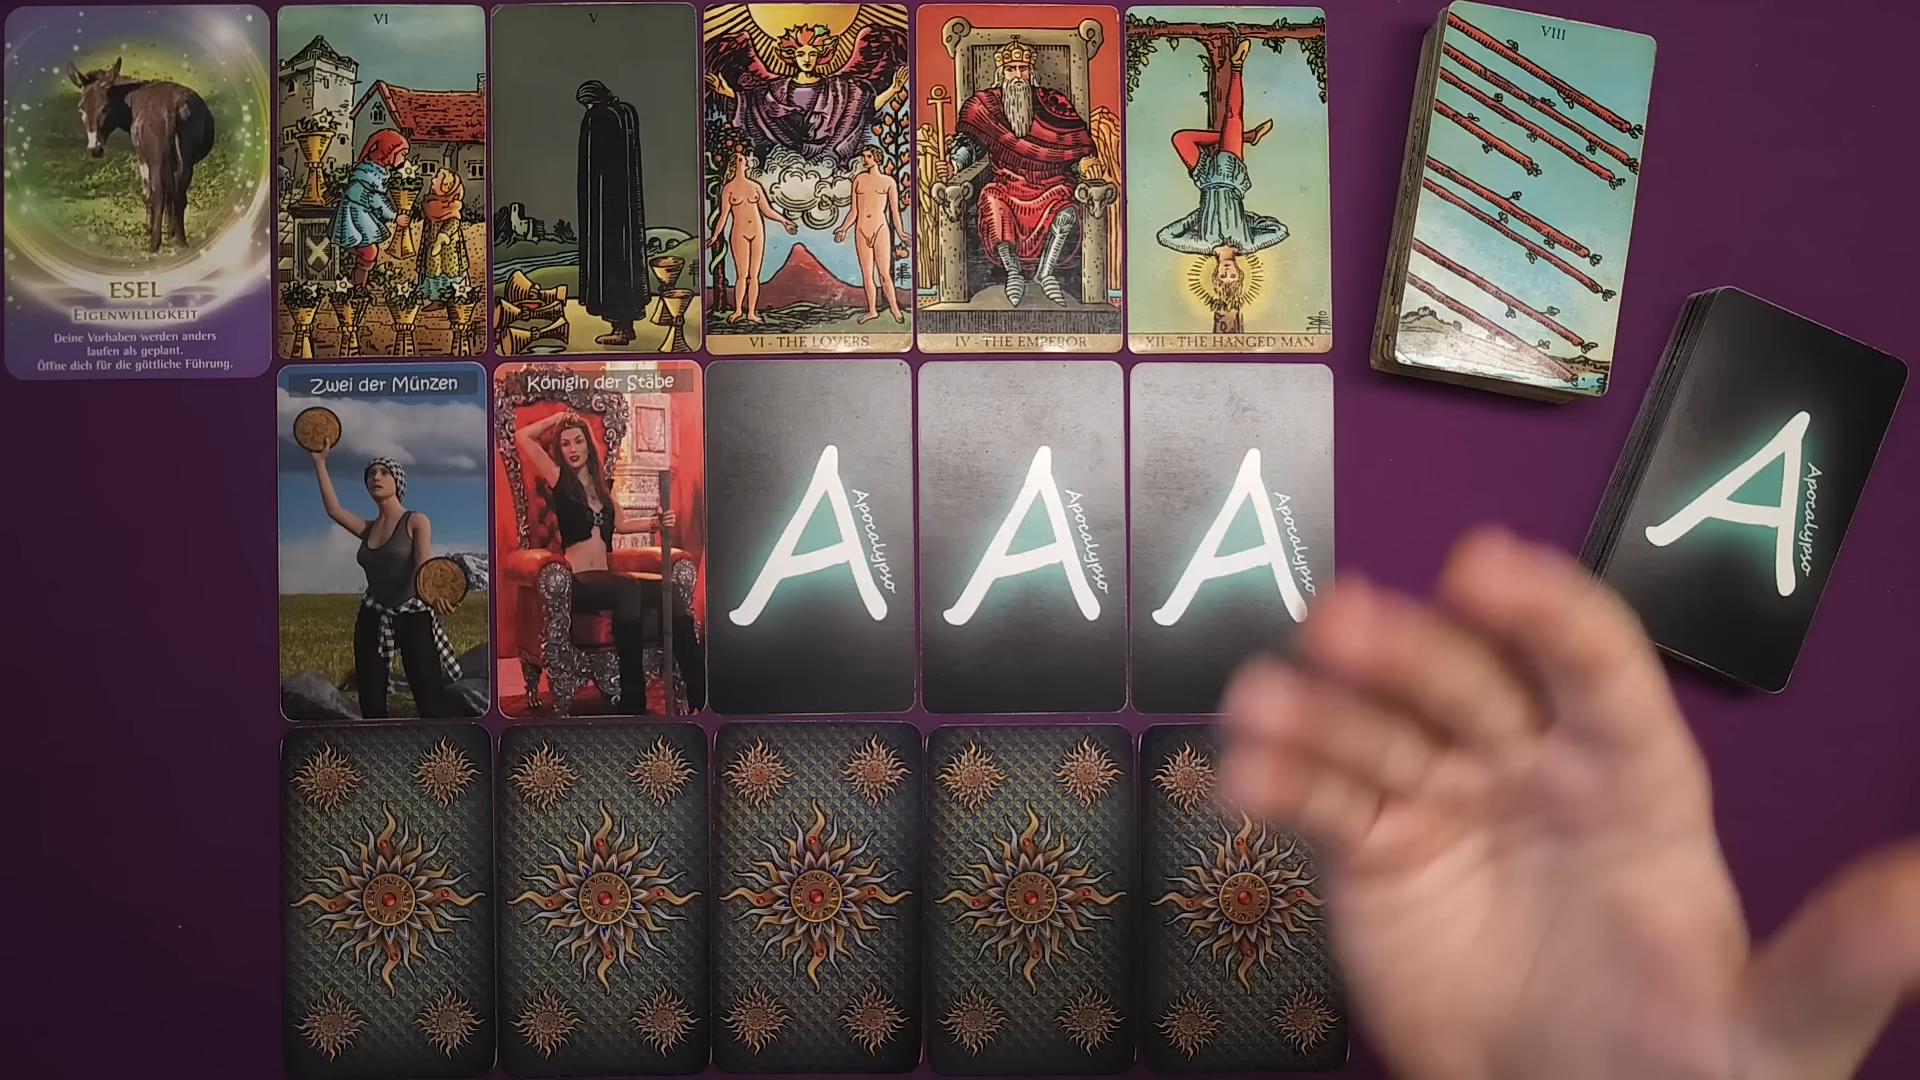 ESEL
EIGENWILLIGKEIT
Deine Vorhaben werden anders
laufen als geplant.
Öffne dich für die göttliche Führung.
VI
V
VI - THE LOVERS
IV - THE EMPEROR
XII - THE HANGED MAN
VIII
Zwei der Münzen
Königin der Stäbe
A
Apocalypso
A
Apocalypso
A
Apocalypso
A
Apocalypso